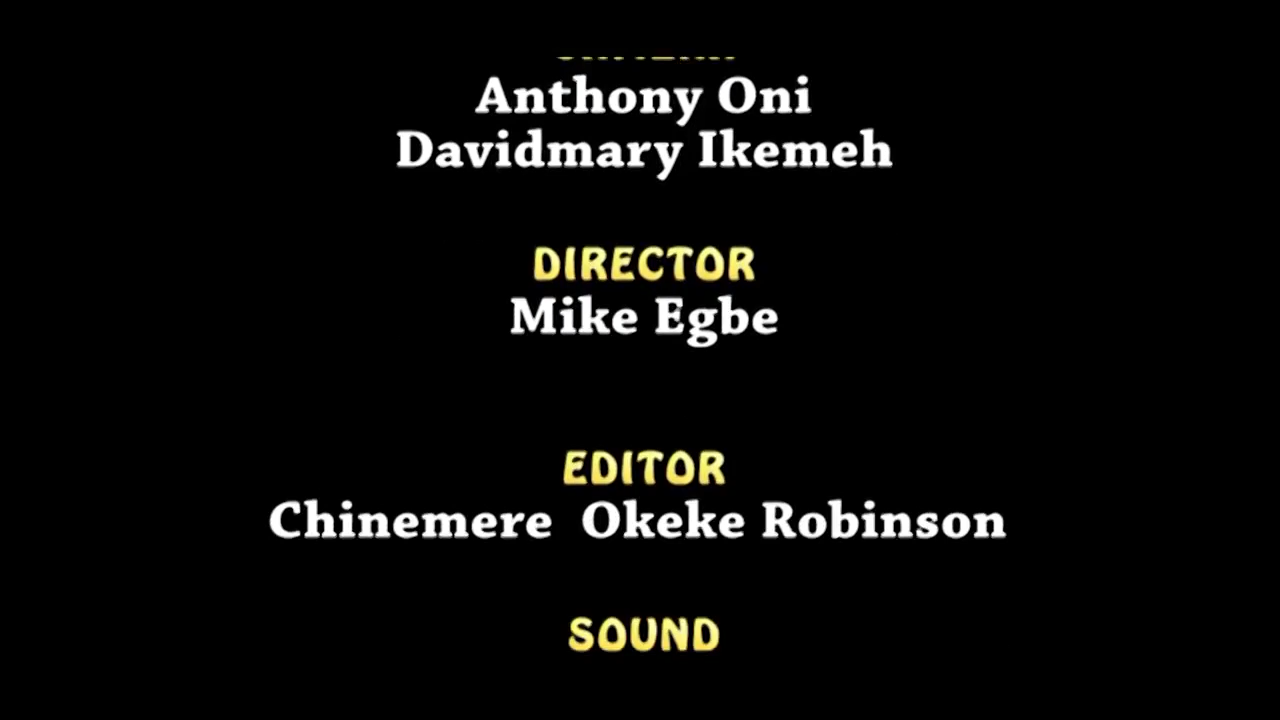 Anthony Oni
Davidmary Ikemeh
DIRECTOR
Mike Egbe
EDITOR
Chinemere Okeke Robinson
SOUND